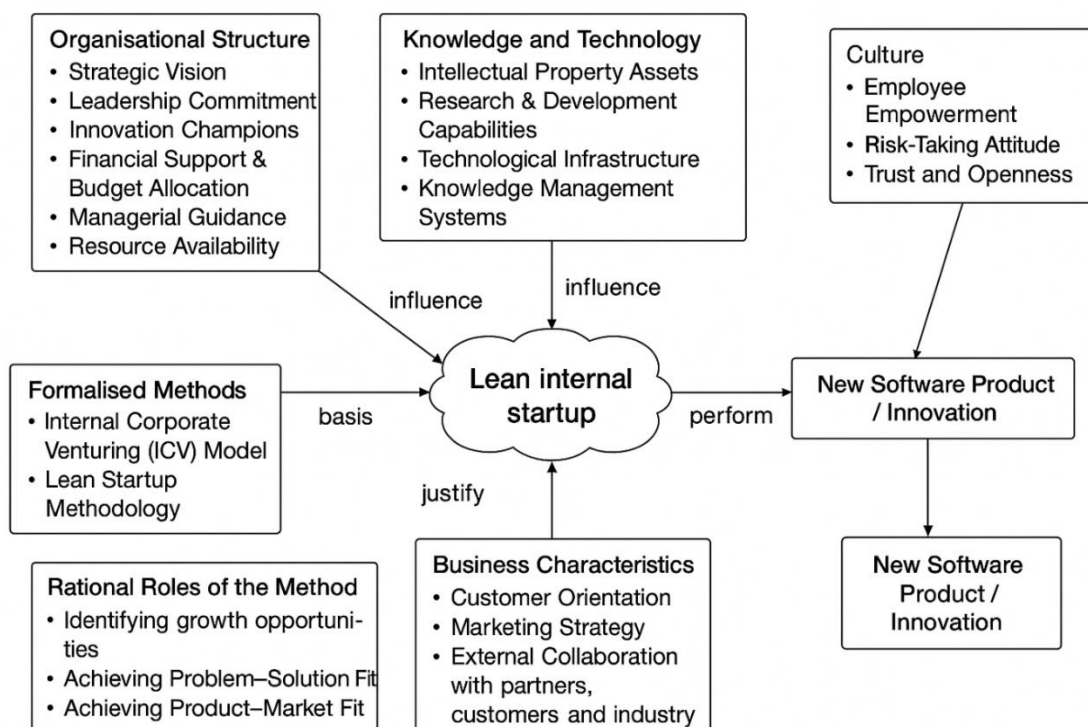 Organisational Structure
• Strategic Vision
• Leadership Commitment
• Innovation Champions
• Financial Support &
Budget Allocation
• Managerial Guidance
• Resource Availability
Knowledge and Technology
• Intellectual Property Assets
• Research & Development
Capabilities
• Technological Infrastructure
• Knowledge Management
Systems
Culture
• Employee
Empowerment
• Risk-Taking Attitude
• Trust and Openness
influence
influence
Formalised Methods
• Internal Corporate
Venturing (ICV) Model
• Lean Startup
Methodology
basis
Lean internal
startup
perform
New Software Product
/ Innovation
justify
Rational Roles of the Method
• Identifying growth opportuni-
ties
• Achieving Problem–Solution Fit
• Achieving Product–Market Fit
Business Characteristics
• Customer Orientation
• Marketing Strategy
• External Collaboration
with partners,
customers and industry
New Software
Product /
Innovation